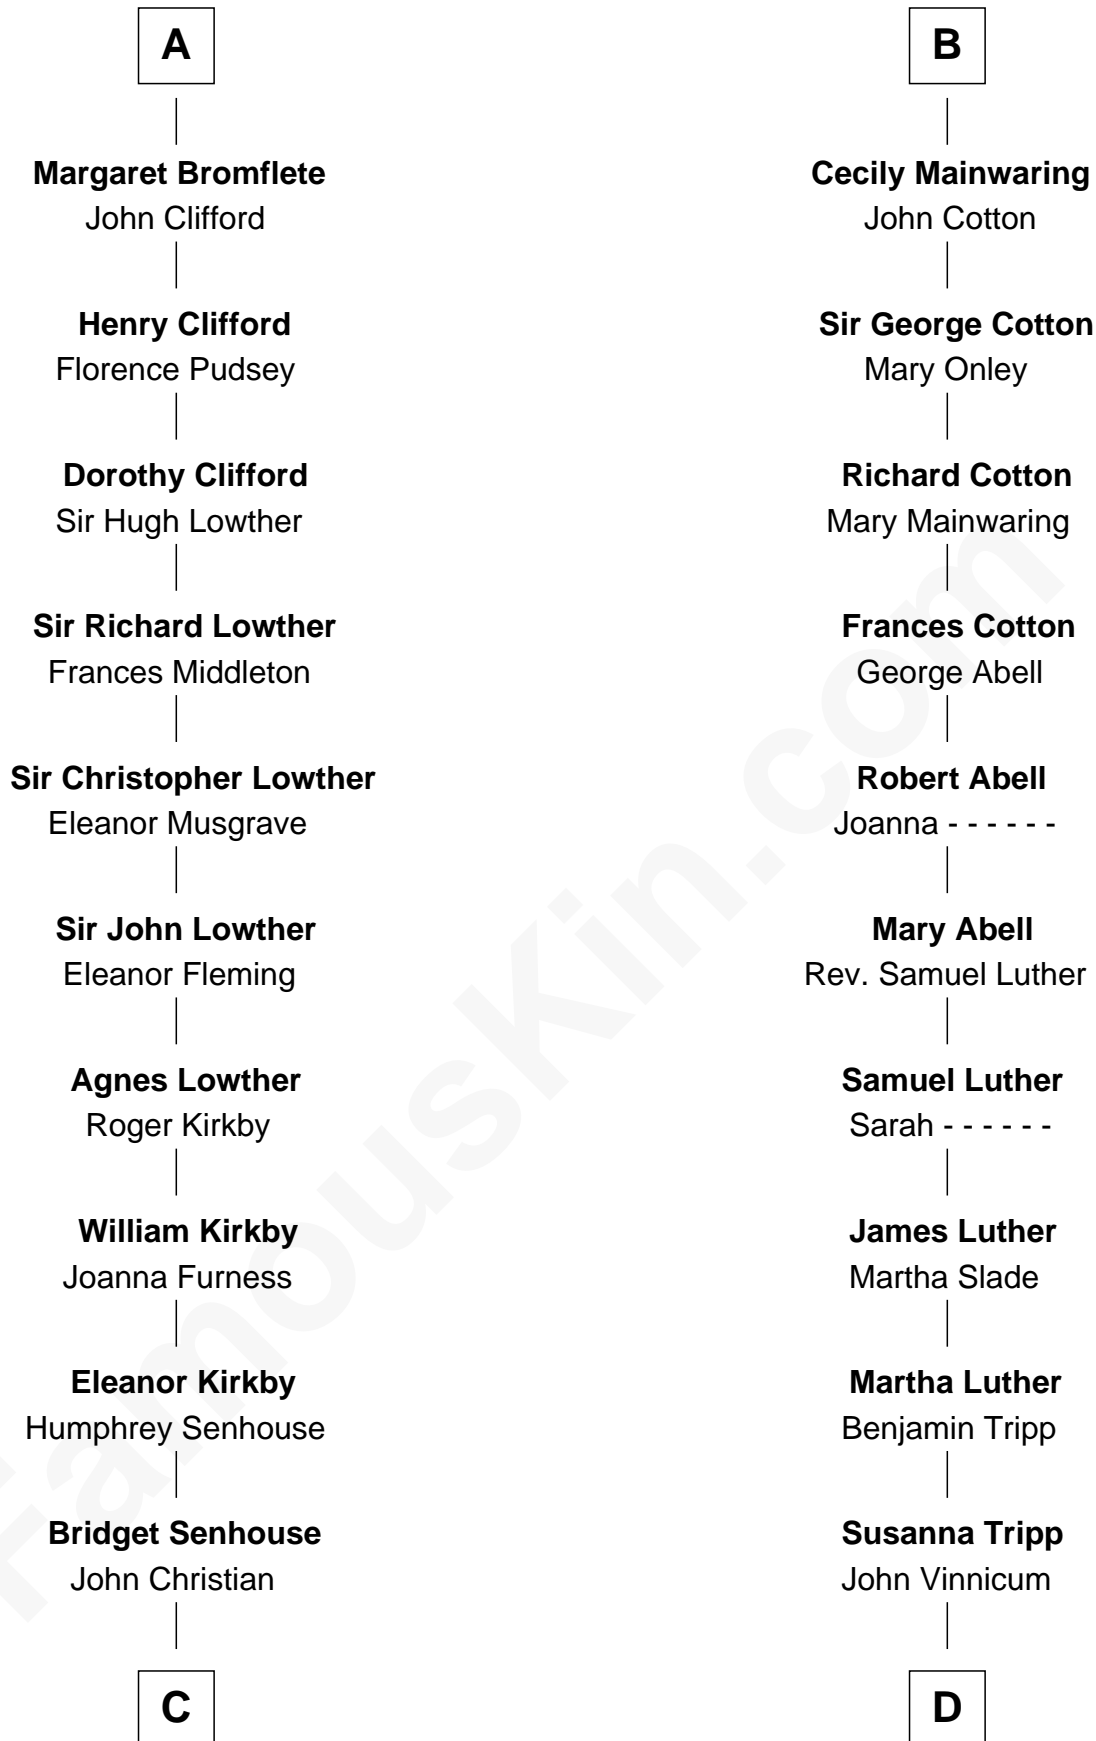 A
Margaret Bromflete
John Clifford
Henry Clifford
Florence Pudsey
Dorothy Clifford
Sir Hugh Lowther
Sir Richard Lowther
Frances Middleton
Sir Christopher Lowther
Eleanor Musgrave
Sir John Lowther
Eleanor Fleming
Agnes Lowther
Roger Kirkby
William Kirkby
Joanna Furness
Eleanor Kirkby
Humphrey Senhouse
Bridget Senhouse
John Christian
C
B
Cecily Mainwaring
John Cotton
Sir George Cotton
Mary Onley
Richard Cotton
Mary Mainwaring
Frances Cotton
George Abell
Robert Abell
Joanna - - - - - -
Mary Abell
Rev. Samuel Luther
Samuel Luther
Sarah - - - - - -
James Luther
Martha Slade
Martha Luther
Benjamin Tripp
Susanna Tripp
John Vinnicum
D
FamousKin.com